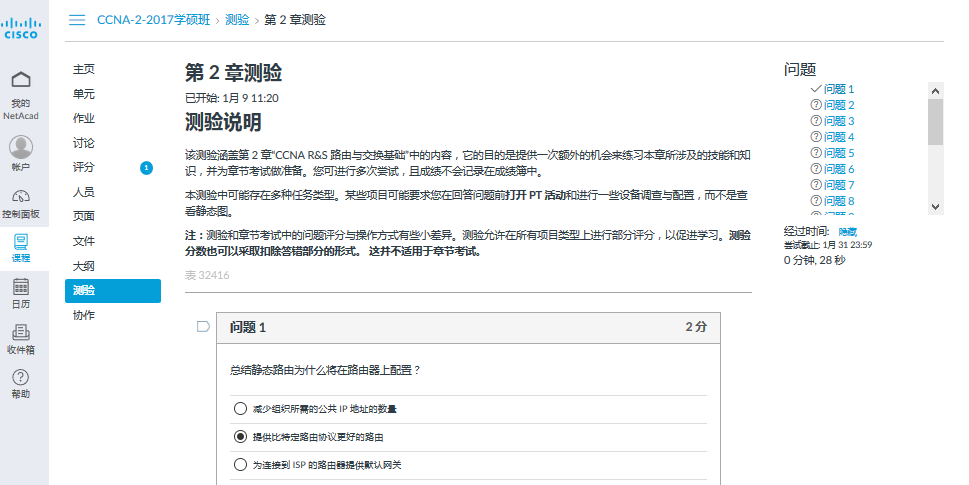 CISCO
我的
NetAcad
帐户
控制面板
课程
日历
收件箱
帮助
CCNA-2-2017学硕班 › 测验 › 第 2 章测验
主页
单元
作业
讨论
评分 1
人员
页面
文件
大纲
测验
协作
第 2 章测验
已开始: 1月 9 11:20
测验说明
该测验涵盖第 2 章“CCNA R&S 路由与交换基础”中的内容，它的目的是提供一次额外的机会来练习本章所涉及的技能和知
识，并为章节考试做准备。您可进行多次尝试，且成绩不会记录在成绩簿中。
本测验中可能存在多种任务类型。某些项目可能要求您在回答问题前打开 PT 活动和进行一些设备调查与配置，而不是查
看静态图。
注：测验和章节考试中的问题评分与操作方式有些小差异。测验允许在所有项目类型上进行部分评分，以促进学习。测验
分数也可以采取扣除答错部分的形式。 这并不适用于章节考试。
表 32416
问题 1 2 分
总结静态路由为什么将在路由器上配置？
减少组织所需的公共 IP 地址的数量
提供比特定路由协议更好的路由
为连接到 ISP 的路由器提供默认网关
问题
问题 1
问题 2
问题 3
问题 4
问题 5
问题 6
问题 7
问题 8
经过时间: 隐藏
尝试截止: 1月 31 23:59
0 分钟, 28 秒